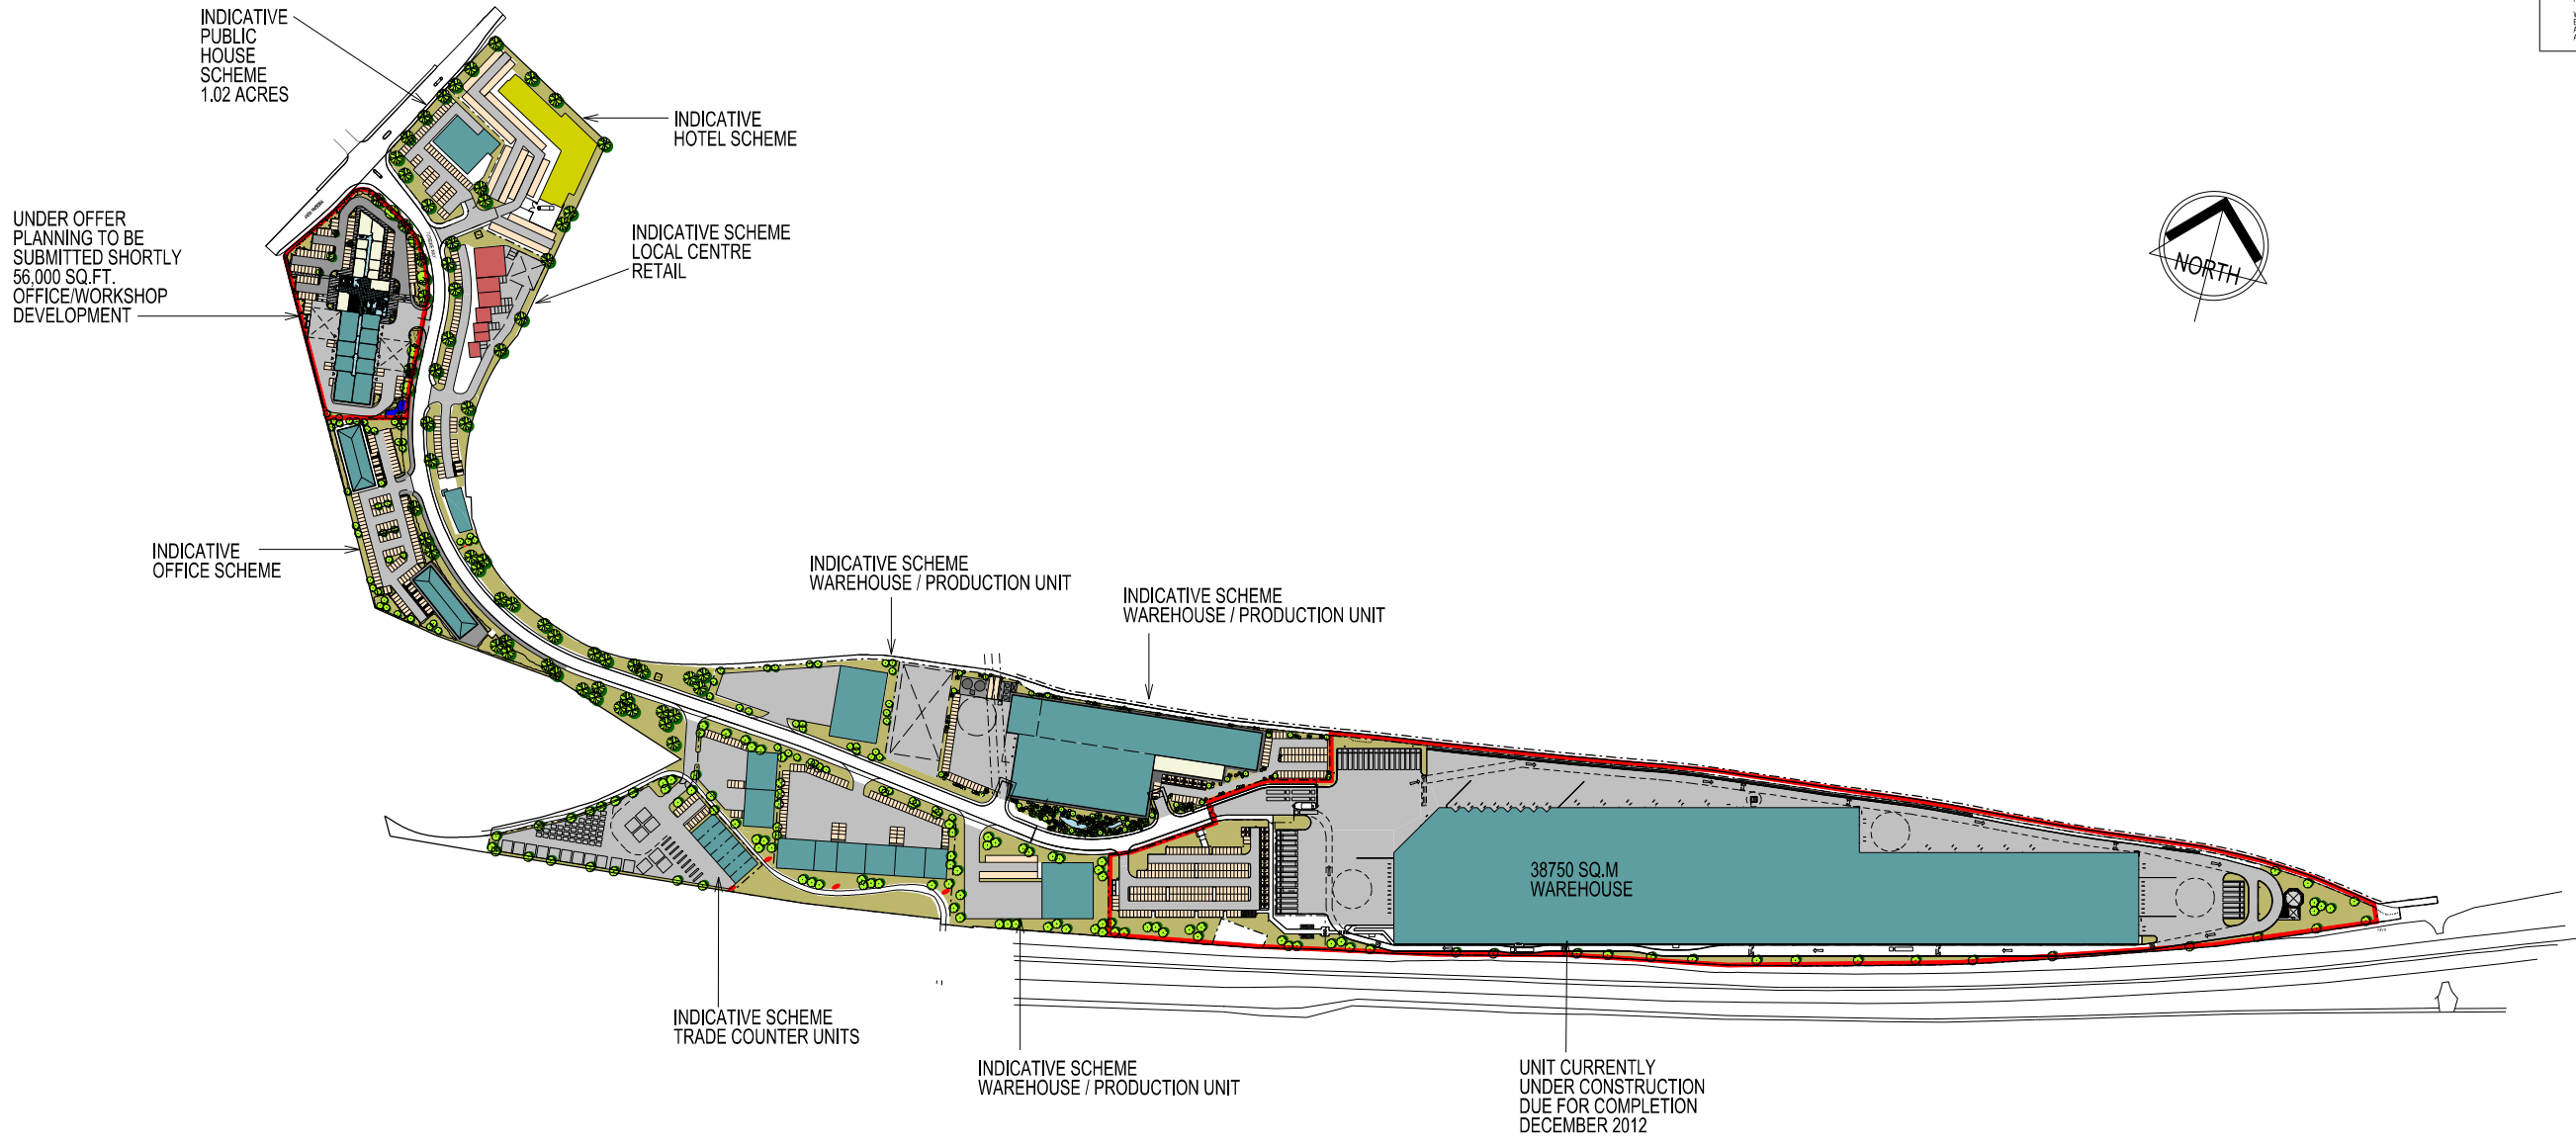 INDICATIVE
PUBLIC
HOUSE
SCHEME
1.02 ACRES
INDICATIVE
HOTEL SCHEME
UNDER OFFER
PLANNING TO BE
SUBMITTED SHORTLY
56,000 SQ.FT.
OFFICE/WORKSHOP
DEVELOPMENT
INDICATIVE SCHEME
LOCAL CENTRE
RETAIL
NORTH
INDICATIVE
OFFICE SCHEME
INDICATIVE SCHEME
WAREHOUSE / PRODUCTION UNIT
INDICATIVE SCHEME
WAREHOUSE / PRODUCTION UNIT
38750 SQ.M
WAREHOUSE
INDICATIVE SCHEME
TRADE COUNTER UNITS
INDICATIVE SCHEME
WAREHOUSE / PRODUCTION UNIT
UNIT CURRENTLY
UNDER CONSTRUCTION
DUE FOR COMPLETION
DECEMBER 2012